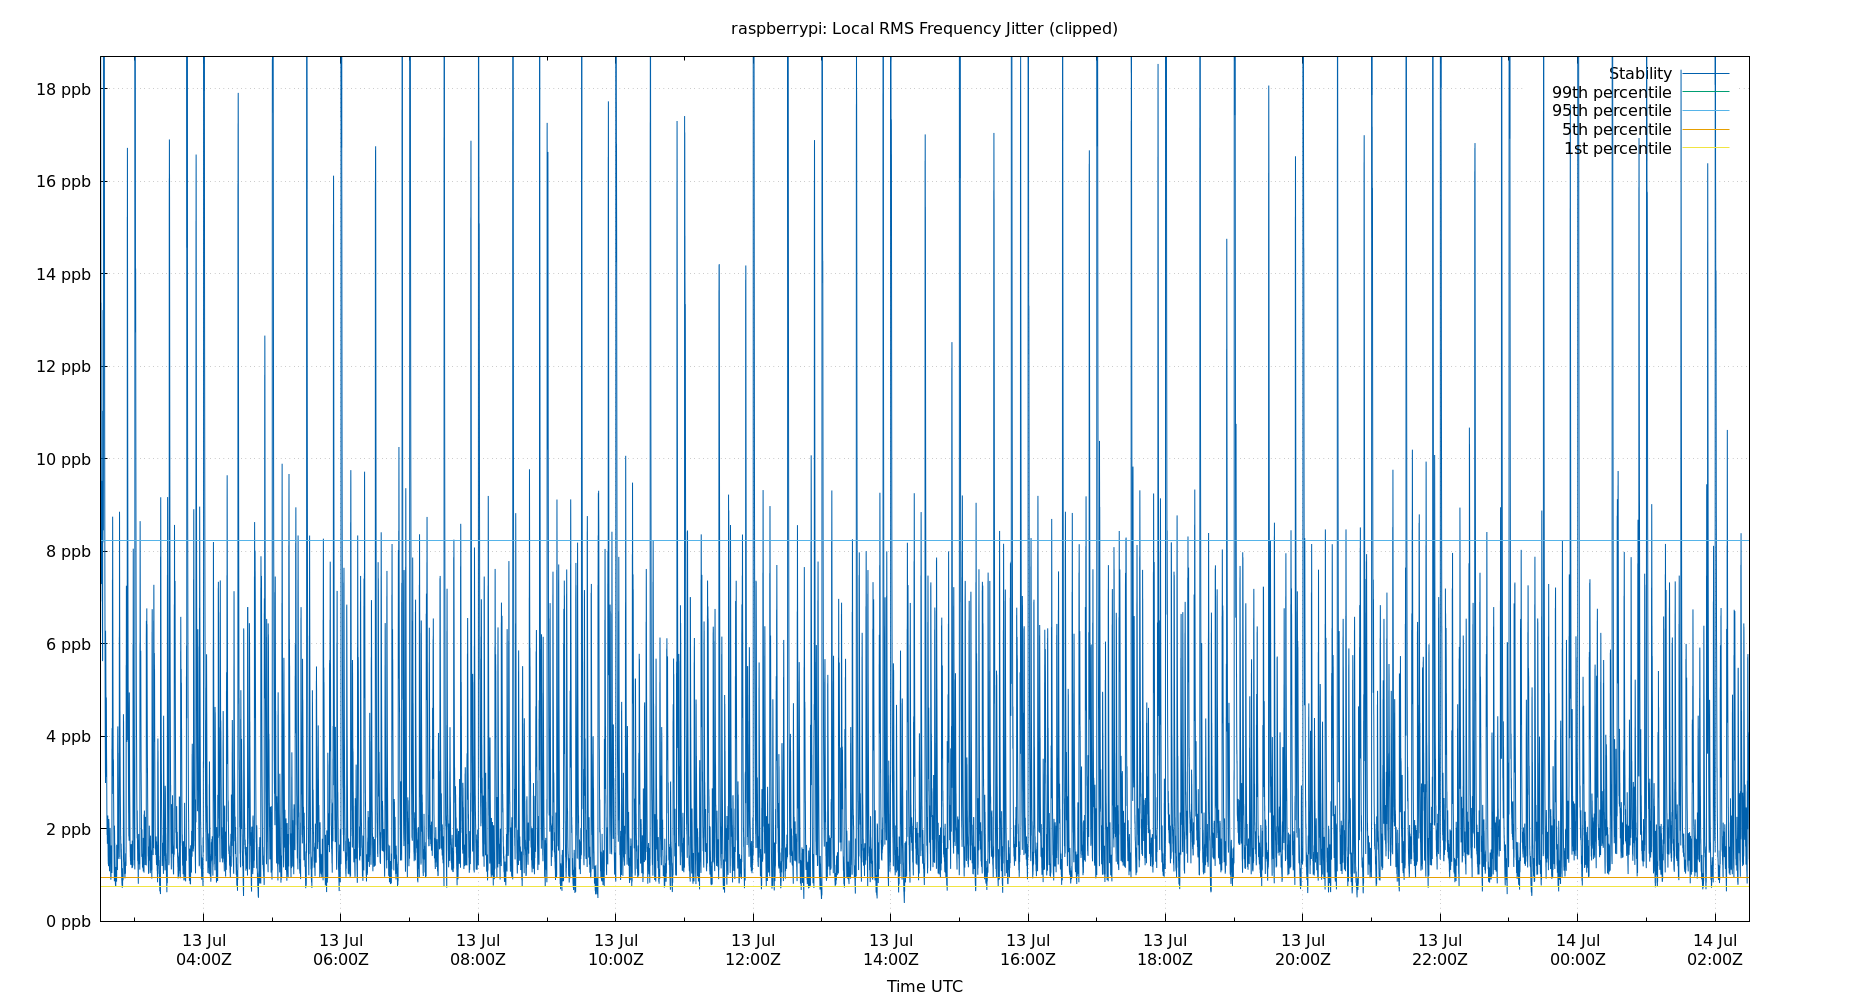 raspberrypi: Local RMS Frequency Jitter (clipped)
Stability
99th percentile
95th percentile
5th percentile
1st percentile
18 ppb
16 ppb
14 ppb
12 ppb
10 ppb
8 ppb
6 ppb
4 ppb
2 ppb
0 ppb
13 Jul 13 Jul 13 Jul 13 Jul 13 Jul 13 Jul 13 Jul 13 Jul 13 Jul 13 Jul 14 Jul 14 Jul
04:00Z 06:00Z 08:00Z 10:00Z 12:00Z 14:00Z 16:00Z 18:00Z 20:00Z 22:00Z 00:00Z 02:00Z
Time UTC